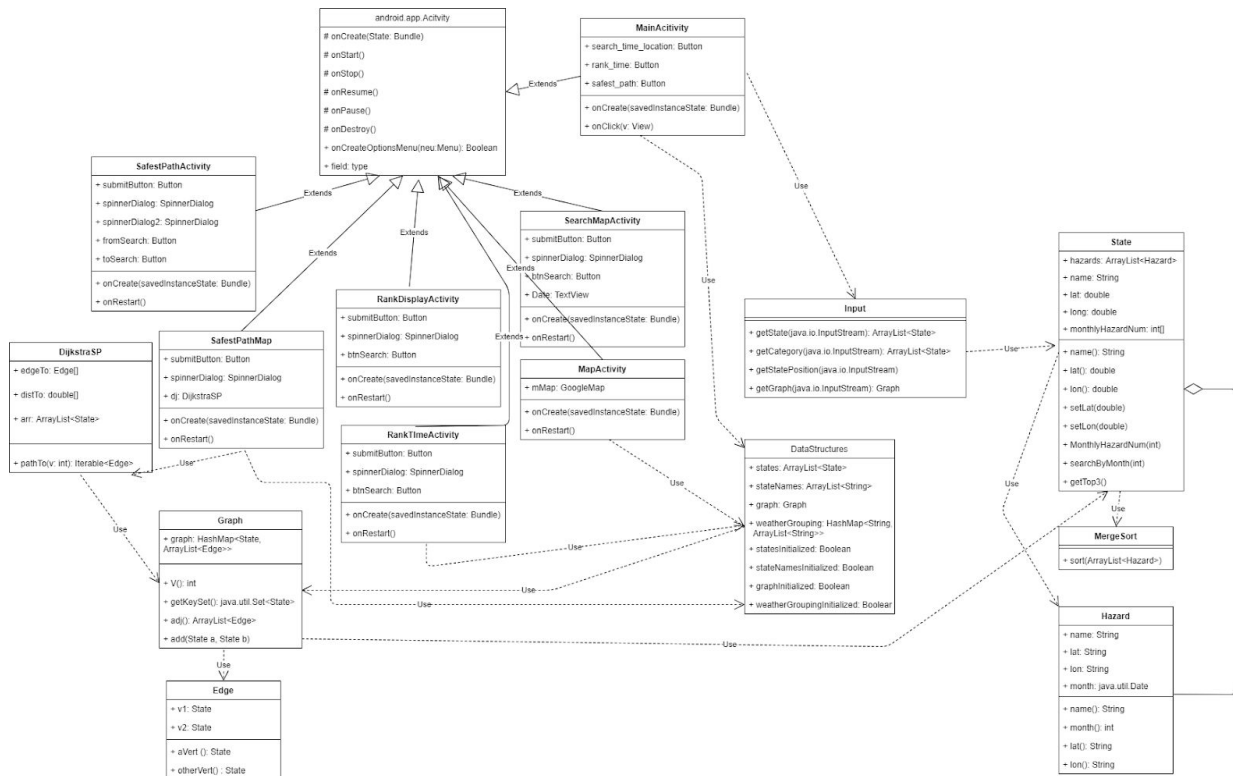 android.app.Acitvity
# onCreate(State: Bundle)
# onStart()
# onStop()
# onResume()
# onPause()
# onDestroy()
+ onCreateOptionsMenu(neu:Menu): Boolean
+ field: type
MainAcitivity
+ search_time_location: Button
+ rank_time: Button
+ safest_path: Button
+ onCreate(savedInstanceState: Bundle)
+ onClick(v: View)
Extends
SafestPathActivity
+ submitButton: Button
+ spinnerDialog: SpinnerDialog
+ spinnerDialog2: SpinnerDialog
+ fromSearch: Button
+ toSearch: Button
+ onCreate(savedInstanceState: Bundle)
+ onRestart()
Extends
Extends
Extends
Extends
Extends
Extends
SearchMapActivity
+ submitButton: Button
+ spinnerDialog: SpinnerDialog
+ btnSearch: Button
+ Date: TextView
+ onCreate(savedInstanceState: Bundle)
+ onRestart()
RankDisplayActivity
+ submitButton: Button
+ spinnerDialog: SpinnerDialog
+ btnSearch: Button
+ onCreate(savedInstanceState: Bundle)
+ onRestart()
SafestPathMap
+ submitButton: Button
+ spinnerDialog: SpinnerDialog
+ dj: DijkstraSP
+ onCreate(savedInstanceState: Bundle)
+ onRestart()
DijkstraSP
+ edgeTo: Edge[]
+ distTo: double[]
+ arr: ArrayList<State>
+ pathTo(v: int): Iterable<Edge>
MapActivity
+ mMap: GoogleMap
+ onCreate(savedInstanceState: Bundle)
+ onRestart()
RankTImeActivity
+ submitButton: Button
+ spinnerDialog: SpinnerDialog
+ btnSearch: Button
+ onCreate(savedInstanceState: Bundle)
+ onRestart()
Input
+ getState(java.io.InputStream): ArrayList<State>
+ getCategory(java.io.InputStream): ArrayList<State>
+ getStatePosition(java.io.InputStream)
+ getGraph(java.io.InputStream): Graph
State
+ hazards: ArrayList<Hazard>
+ name: String
+ lat: double
+ long: double
+ monthlyHazardNum: int[]
+ name(): String
+ lat(): double
+ lon(): double
+ setLat(double)
+ setLon(double)
+ MonthlyHazardNum(int)
+ searchByMonth(int)
+ getTop3()
DataStructures
+ states: ArrayList<State>
+ stateNames: ArrayList<String>
+ graph: Graph
+ weatherGrouping: HashMap<String,
ArrayList<String>>
+ statesInitialized: Boolean
+ stateNamesInitialized: Boolean
+ graphInitialized: Boolean
+ weatherGroupingInitialized: Boolear
Graph
+ graph: HashMap<State,
ArrayList<Edge>>
+ V(): int
+ getKeySet(): java.util.Set<State>
+ adj(): ArrayList<Edge>
+ add(State a, State b)
MergeSort
+ sort(ArrayList<Hazard>)
Hazard
+ name: String
+ lat: String
+ lon: String
+ month: java.util.Date
+ name(): String
+ month(): int
+ lat(): String
+ lon(): String
Edge
+ v1: State
+ v2: State
+ aVert (): State
+ otherVert() : State
Use
Use
Use
Use
Use
Use
Use
Use
Use
Use
Use
Use
Use